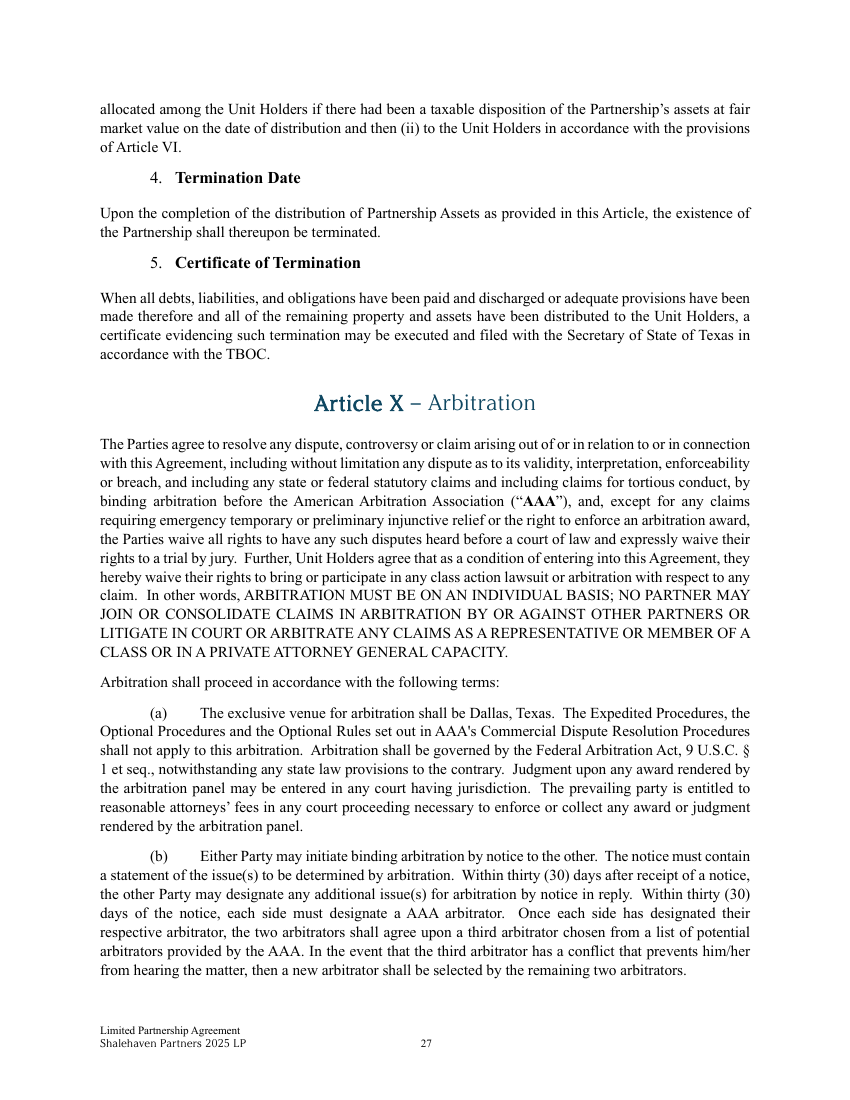 allocated among the Unit Holders if there had been a taxable disposition of the Partnership’s assets at fair
market value on the date of distribution and then (ii) to the Unit Holders in accordance with the provisions
of Article VI.
4. Termination Date
Upon the completion of the distribution of Partnership Assets as provided in this Article, the existence of
the Partnership shall thereupon be terminated.
5. Certificate of Termination
When all debts, liabilities, and obligations have been paid and discharged or adequate provisions have been
made therefore and all of the remaining property and assets have been distributed to the Unit Holders, a
certificate evidencing such termination may be executed and filed with the Secretary of State of Texas in
accordance with the TBOC.
Article X – Arbitration
The Parties agree to resolve any dispute, controversy or claim arising out of or in relation to or in connection
with this Agreement, including without limitation any dispute as to its validity, interpretation, enforceability
or breach, and including any state or federal statutory claims and including claims for tortious conduct, by
binding arbitration before the American Arbitration Association (“AAA”), and, except for any claims
requiring emergency temporary or preliminary injunctive relief or the right to enforce an arbitration award,
the Parties waive all rights to have any such disputes heard before a court of law and expressly waive their
rights to a trial by jury. Further, Unit Holders agree that as a condition of entering into this Agreement, they
hereby waive their rights to bring or participate in any class action lawsuit or arbitration with respect to any
claim. In other words, ARBITRATION MUST BE ON AN INDIVIDUAL BASIS; NO PARTNER MAY
JOIN OR CONSOLIDATE CLAIMS IN ARBITRATION BY OR AGAINST OTHER PARTNERS OR
LITIGATE IN COURT OR ARBITRATE ANY CLAIMS AS A REPRESENTATIVE OR MEMBER OF A
CLASS OR IN A PRIVATE ATTORNEY GENERAL CAPACITY.
Arbitration shall proceed in accordance with the following terms:
(a) The exclusive venue for arbitration shall be Dallas, Texas. The Expedited Procedures, the
Optional Procedures and the Optional Rules set out in AAA's Commercial Dispute Resolution Procedures
shall not apply to this arbitration. Arbitration shall be governed by the Federal Arbitration Act, 9 U.S.C. §
1 et seq., notwithstanding any state law provisions to the contrary. Judgment upon any award rendered by
the arbitration panel may be entered in any court having jurisdiction. The prevailing party is entitled to
reasonable attorneys’ fees in any court proceeding necessary to enforce or collect any award or judgment
rendered by the arbitration panel.
(b) Either Party may initiate binding arbitration by notice to the other. The notice must contain
a statement of the issue(s) to be determined by arbitration. Within thirty (30) days after receipt of a notice,
the other Party may designate any additional issue(s) for arbitration by notice in reply. Within thirty (30)
days of the notice, each side must designate a AAA arbitrator. Once each side has designated their
respective arbitrator, the two arbitrators shall agree upon a third arbitrator chosen from a list of potential
arbitrators provided by the AAA. In the event that the third arbitrator has a conflict that prevents him/her
from hearing the matter, then a new arbitrator shall be selected by the remaining two arbitrators.
Limited Partnership Agreement
Shalehaven Partners 2025 LP 27